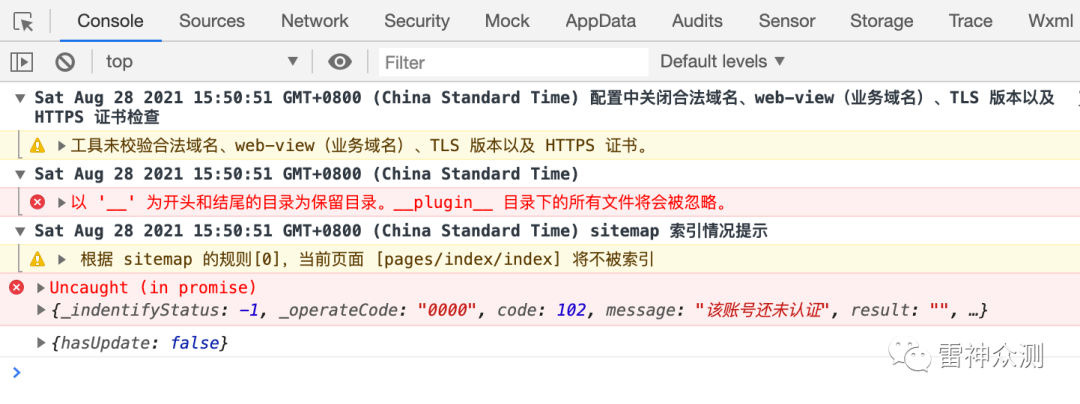 Console Sources Network Security Mock AppData Audits Sensor Storage Trace Wxml
top Filter Default levels
Sat Aug 28 2021 15:50:51 GMT+0800 (China Standard Time) 配置中关闭合法域名、web-view（业务域名）、TLS 版本以及
HTTPS 证书检查
工具未校验合法域名、web-view（业务域名）、TLS 版本以及 HTTPS 证书。
Sat Aug 28 2021 15:50:51 GMT+0800 (China Standard Time)
以 '__' 为开头和结尾的目录为保留目录。__plugin__ 目录下的所有文件将会被忽略。
Sat Aug 28 2021 15:50:51 GMT+0800 (China Standard Time) sitemap 索引情况提示
根据 sitemap 的规则[0]，当前页面 [pages/index/index] 将不被索引
Uncaught (in promise)
{_indentifyStatus: -1, _operateCode: "0000", code: 102, message: "该账号还未认证", result: "", …}
{hasUpdate: false}
雷神众测